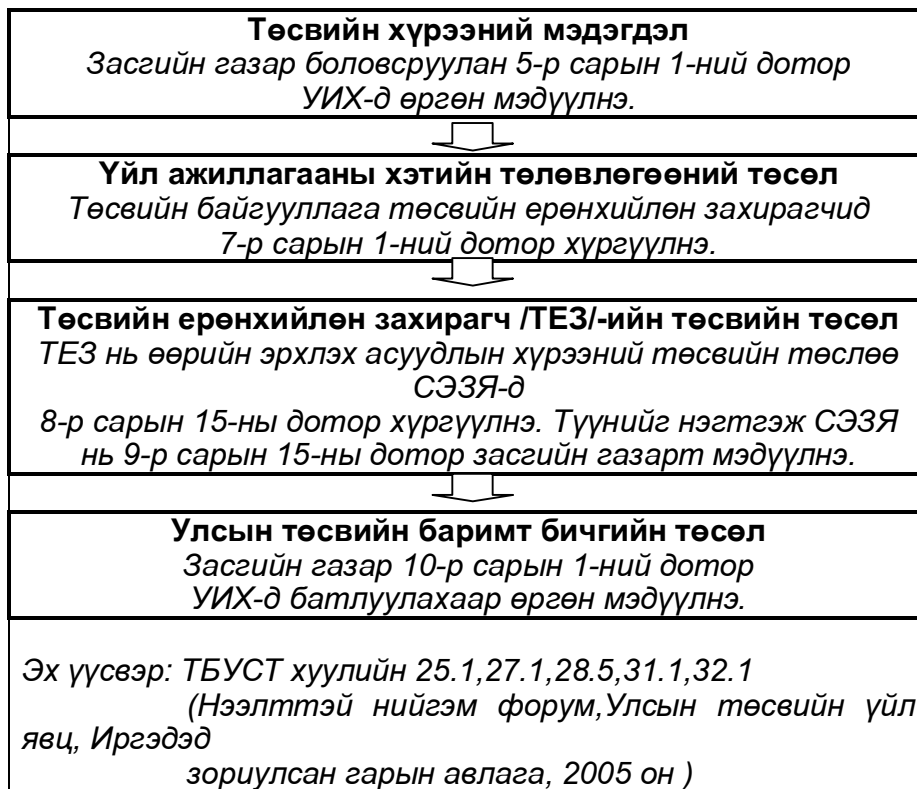 Төсвийн хүрээний мэдэгдэл
Засгийн газар боловсруулан 5-р сарын 1-ний дотор
УИХ-д өргөн мэдүүлнэ.
Үйл ажиллагааны хэтийн төлөвлөгөөний төсөл
Төсвийн байгууллага төсвийн ерөнхийлөн захирагчид
7-р сарын 1-ний дотор хүргүүлнэ.
Төсвийн ерөнхийлөн захирагч /ТЕЗ/-ийн төсвийн төсөл
ТЕЗ нь өөрийн эрхлэх асуудлын хүрээний төсвийн төслөө
СЭЗЯ-д
8-р сарын 15-ны дотор хүргүүлнэ. Түүнийг нэгтгэж СЭЗЯ
нь 9-р сарын 15-ны дотор засгийн газарт мэдүүлнэ.
Улсын төсвийн баримт бичгийн төсөл
Засгийн газар 10-р сарын 1-ний дотор
УИХ-д батлуулахаар өргөн мэдүүлнэ.
Эх үүсвэр: ТБУСТ хуулийн 25.1,27.1,28.5,31.1,32.1
(Нээлттэй нийгэм форум,Улсын төсвийн үйл
явц, Иргэдэд
зориулсан гарын авлага, 2005 он )